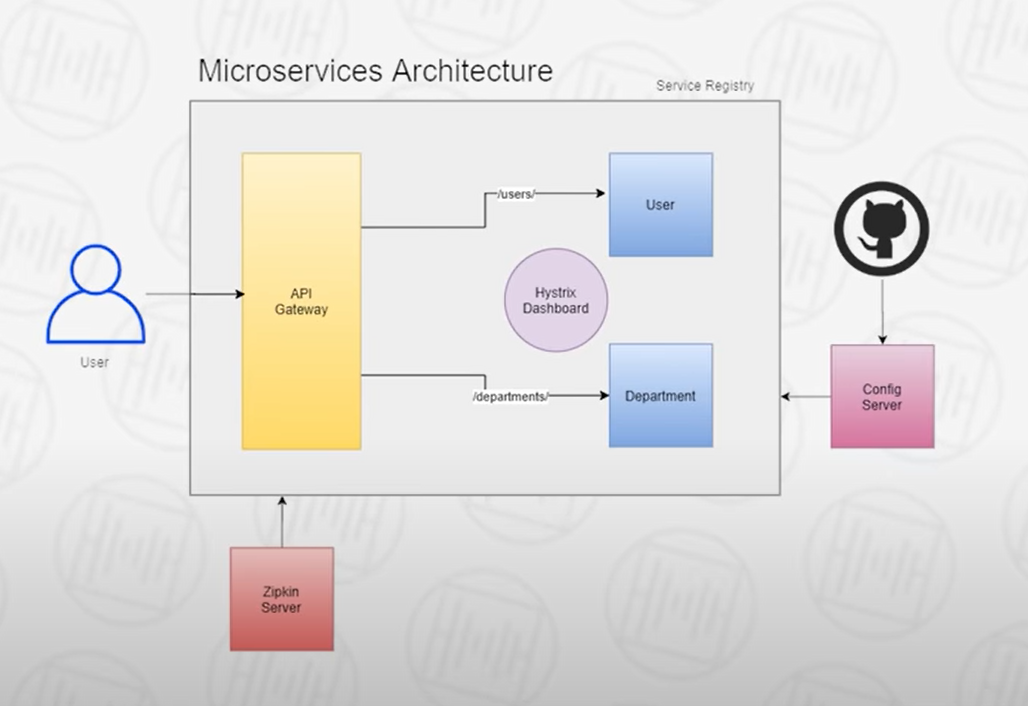 Microservices Architecture
Service Registry
/users/
User
API
Gateway
Hystrix
Dashboard
User
/departments/
Department
Config
Server
Zipkin
Server